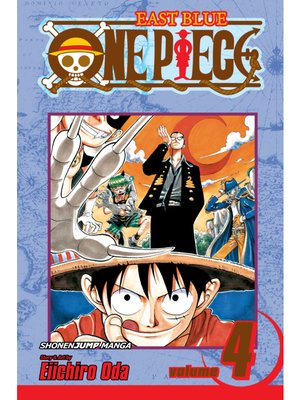 EAST BLUE
ONE PIECE
SHONEN JUMP MANGA
Story & Art by
Eiichiro Oda
volume 4